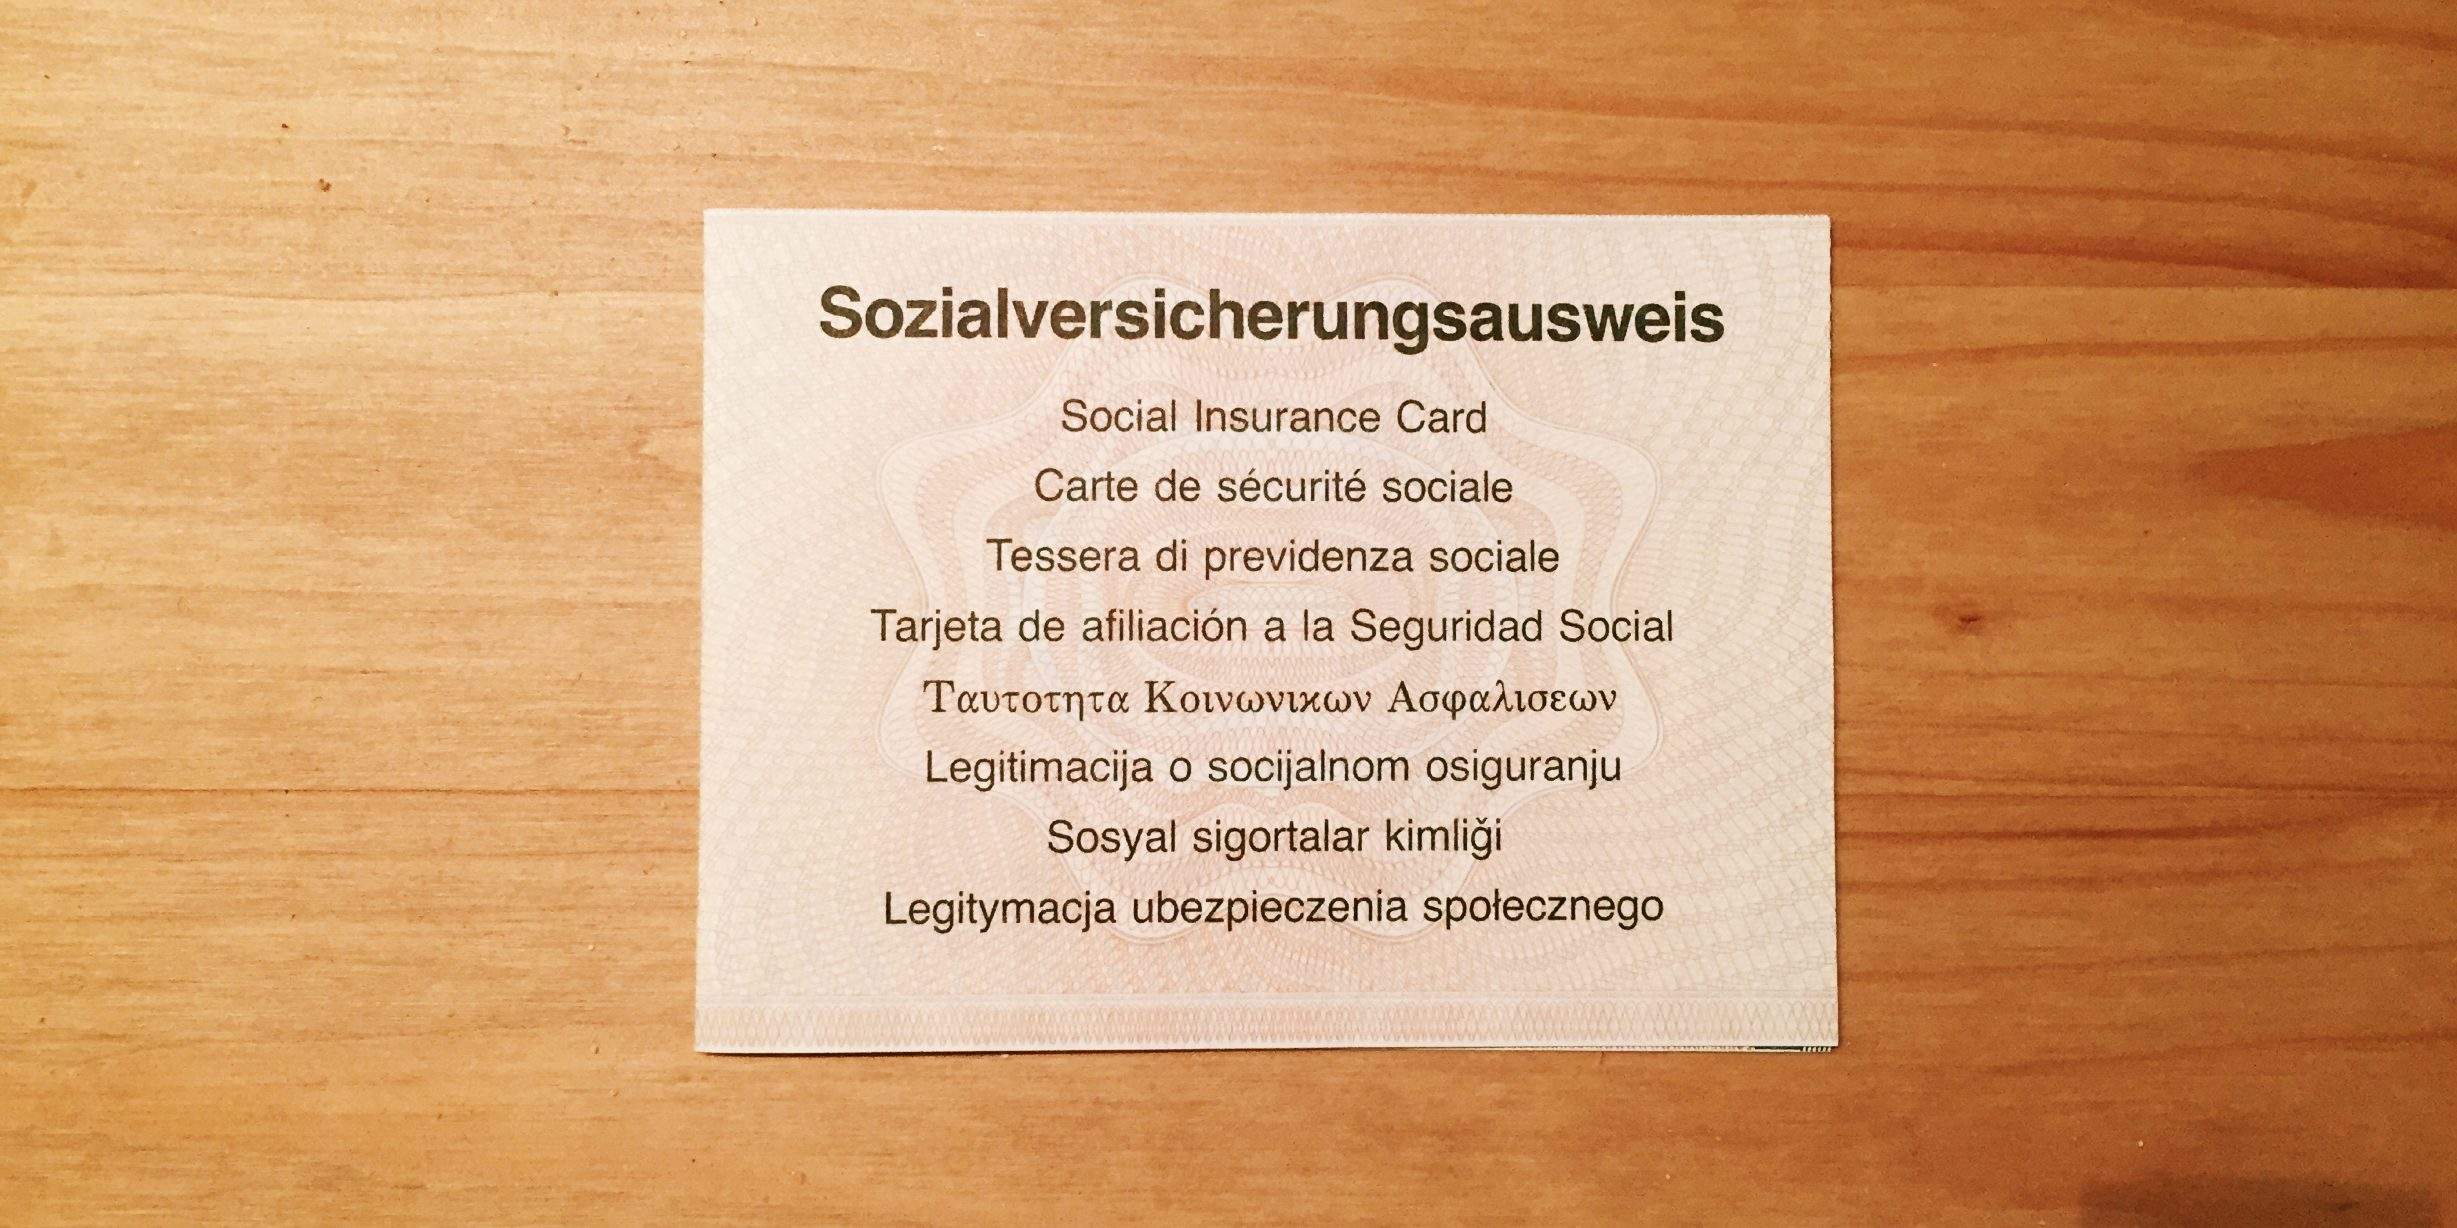 Sozialversicherungsausweis
Social Insurance Card
Carte de sécurité sociale
Tessera di previdenza sociale
Tarjeta de afiliación a la Seguridad Social
Ταυτοτητα Κοινωνικων Ασφαλισεων
Legitimacija o socijalnom osiguranju
Sosyal sigortalar kimliği
Legitymacja ubezpieczenia społecznego